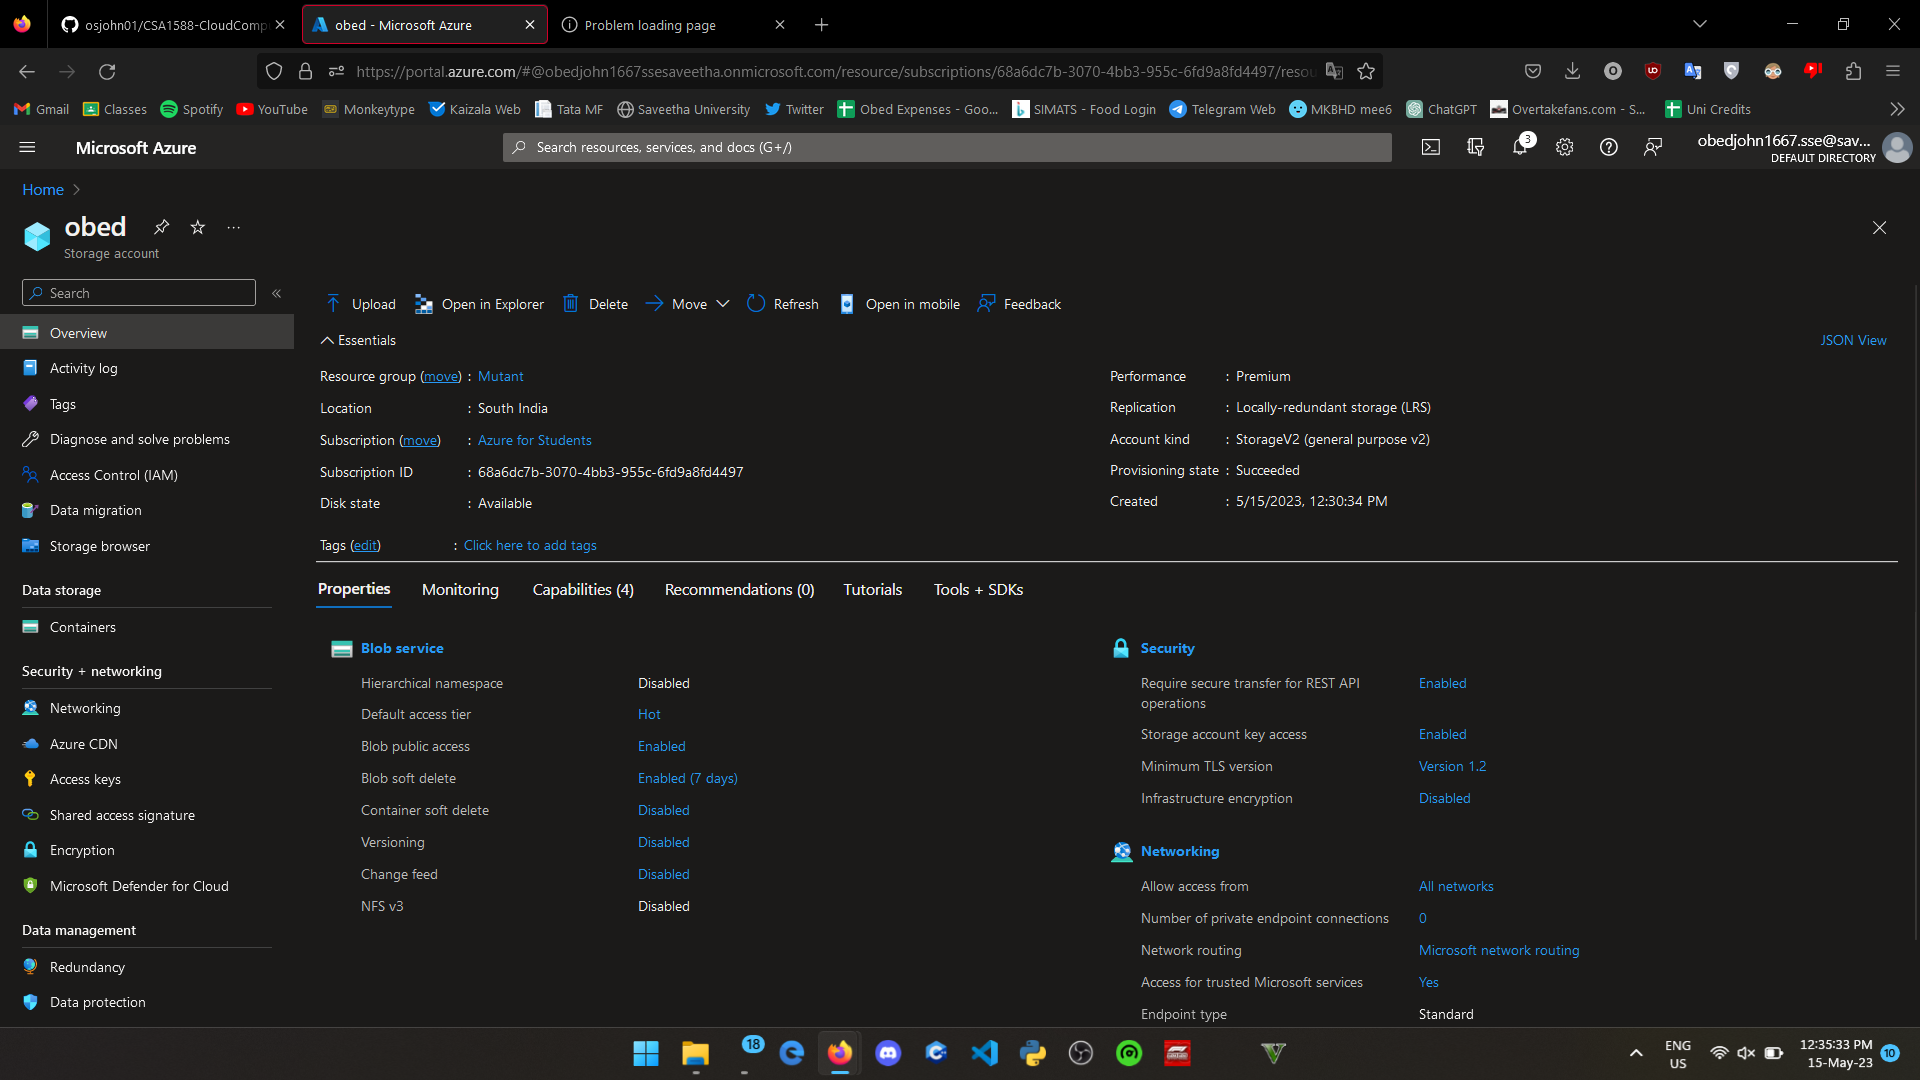 osjohn01/CSA1588-CloudComp
obed - Microsoft Azure
Problem loading page
https://portal.azure.com/#@obedjohn1667ssesaveetha.onmicrosoft.com/resource/subscriptions/68a6dc7b-3070-4bb3-955c-6fd9a8fd4497/resou
Gmail Classes Spotify YouTube Monkeytype Kaizala Web Tata MF Saveetha University Twitter Obed Expenses - Goo... SIMATS - Food Login Telegram Web MKBHD mee6 ChatGPT Overtakefans.com - S... Uni Credits
Microsoft Azure
Search resources, services, and docs (G+/)
3
obedjohn1667.sse@sav...
DEFAULT DIRECTORY
Home
obed
Storage account
Search
Overview
Activity log
Tags
Diagnose and solve problems
Access Control (IAM)
Data migration
Storage browser
Data storage
Containers
Security + networking
Networking
Azure CDN
Access keys
Shared access signature
Encryption
Microsoft Defender for Cloud
Data management
Redundancy
Data protection
Upload Open in Explorer Delete Move Refresh Open in mobile Feedback
Essentials
JSON View
Resource group (move) : Mutant
Location : South India
Subscription (move) : Azure for Students
Subscription ID : 68a6dc7b-3070-4bb3-955c-6fd9a8fd4497
Disk state : Available
Performance : Premium
Replication : Locally-redundant storage (LRS)
Account kind : StorageV2 (general purpose v2)
Provisioning state : Succeeded
Created : 5/15/2023, 12:30:34 PM
Tags (edit) : Click here to add tags
Properties Monitoring Capabilities (4) Recommendations (0) Tutorials Tools + SDKs
Blob service
Hierarchical namespace Disabled
Default access tier Hot
Blob public access Enabled
Blob soft delete Enabled (7 days)
Container soft delete Disabled
Versioning Disabled
Change feed Disabled
NFS v3 Disabled
Security
Require secure transfer for REST API operations Enabled
Storage account key access Enabled
Minimum TLS version Version 1.2
Infrastructure encryption Disabled
Networking
Allow access from All networks
Number of private endpoint connections 0
Network routing Microsoft network routing
Access for trusted Microsoft services Yes
Endpoint type Standard
18
ENG
US
12:35:33 PM
15-May-23
10